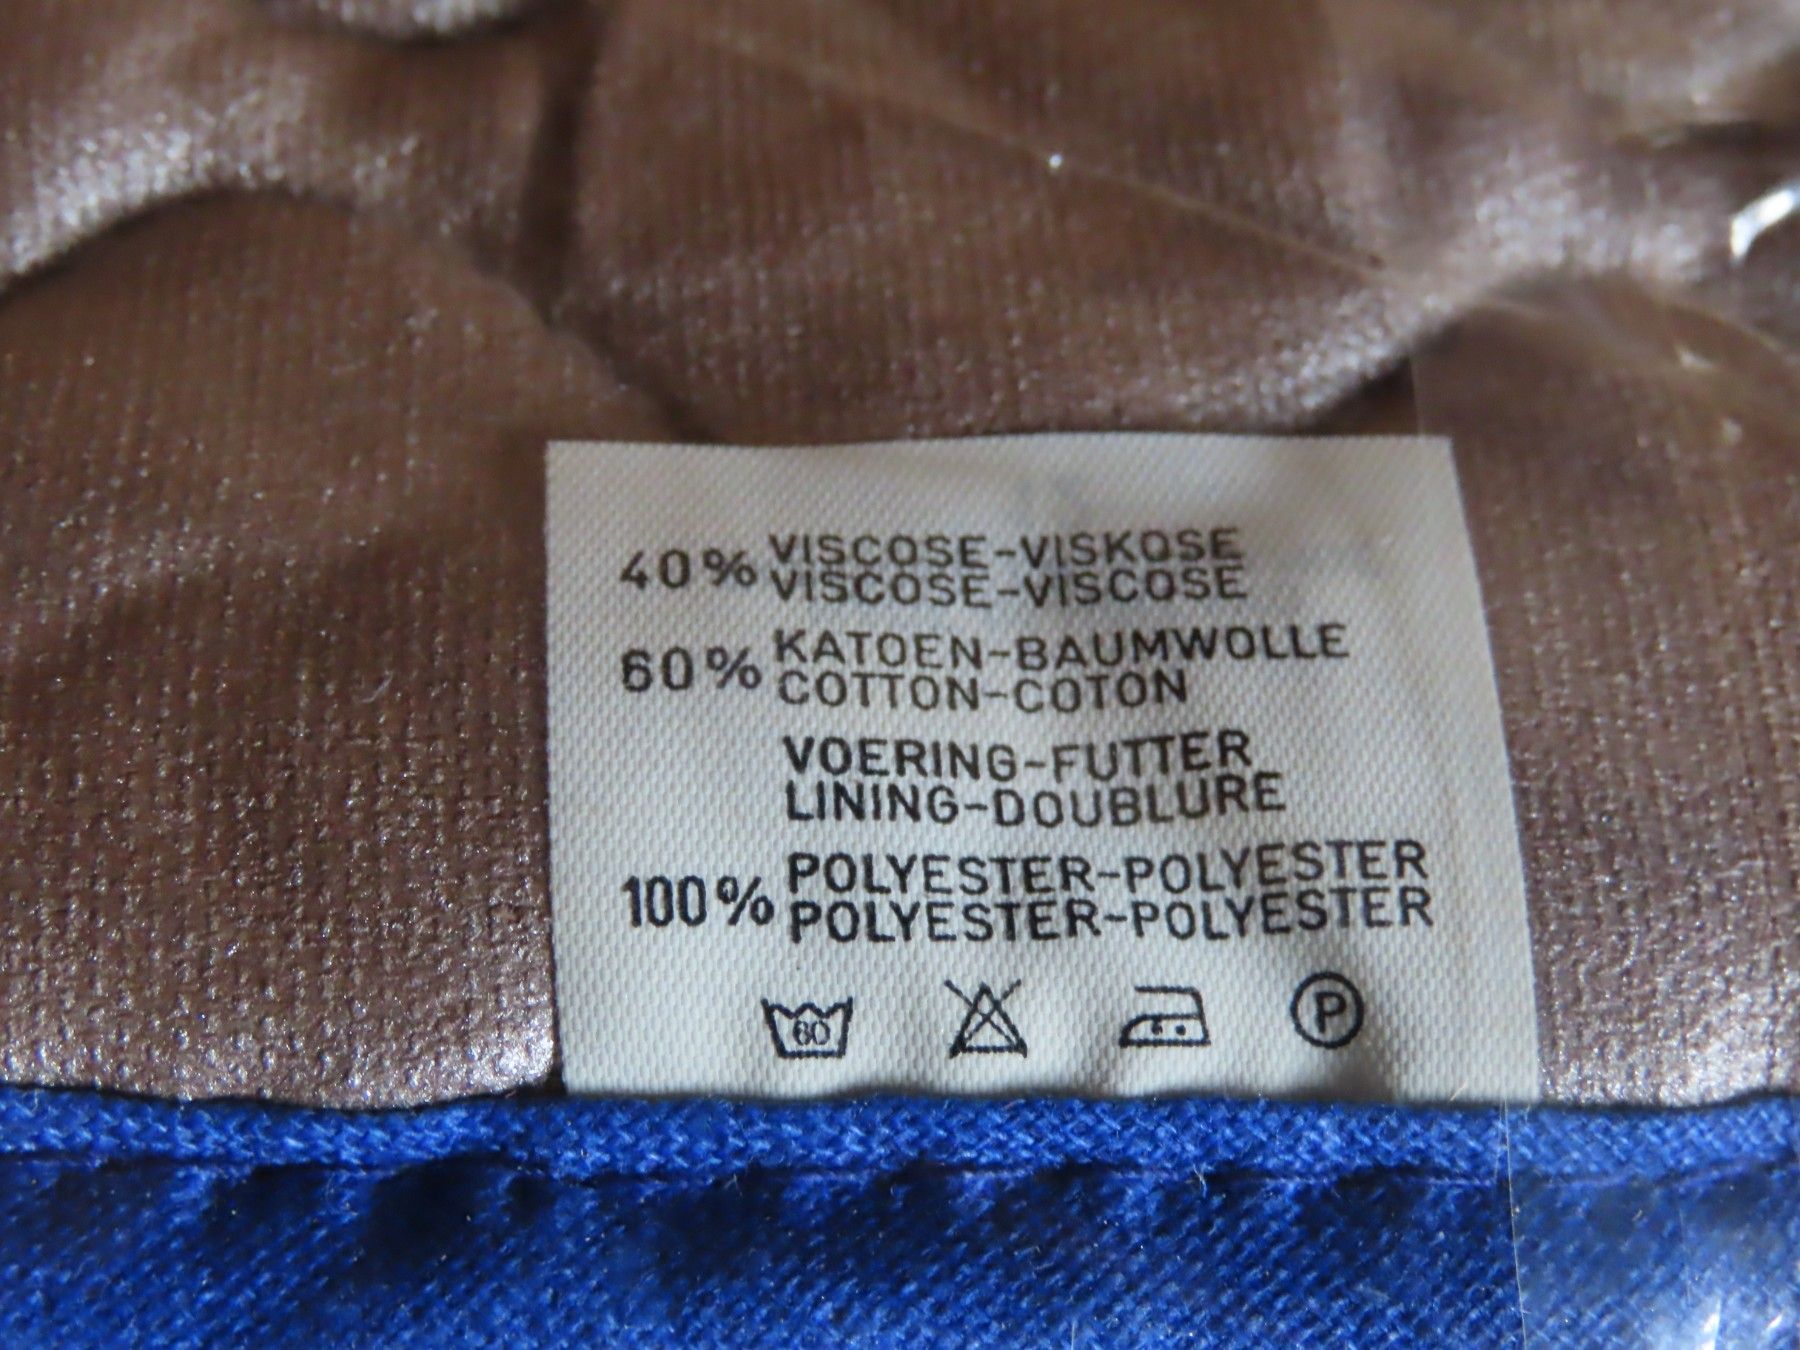 40% VISCOSE-VISKOSE
VISCOSE-VISCOSE
60% KATOEN-BAUMWOLLE
COTTON-COTON
VOERING-FUTTER
LINING-DOUBLURE
100% POLYESTER-POLYESTER
POLYESTER-POLYESTER
60 P